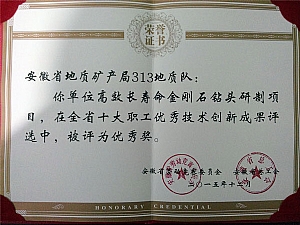 荣誉证书
安徽省地质矿产局313地质队：
你单位高效长寿命金刚石钻头研制项
目，在全省十大职工优秀技术创新成果评
选中，被评为优秀奖。
二〇一五年十二月
HONORARY CREDENTIAL